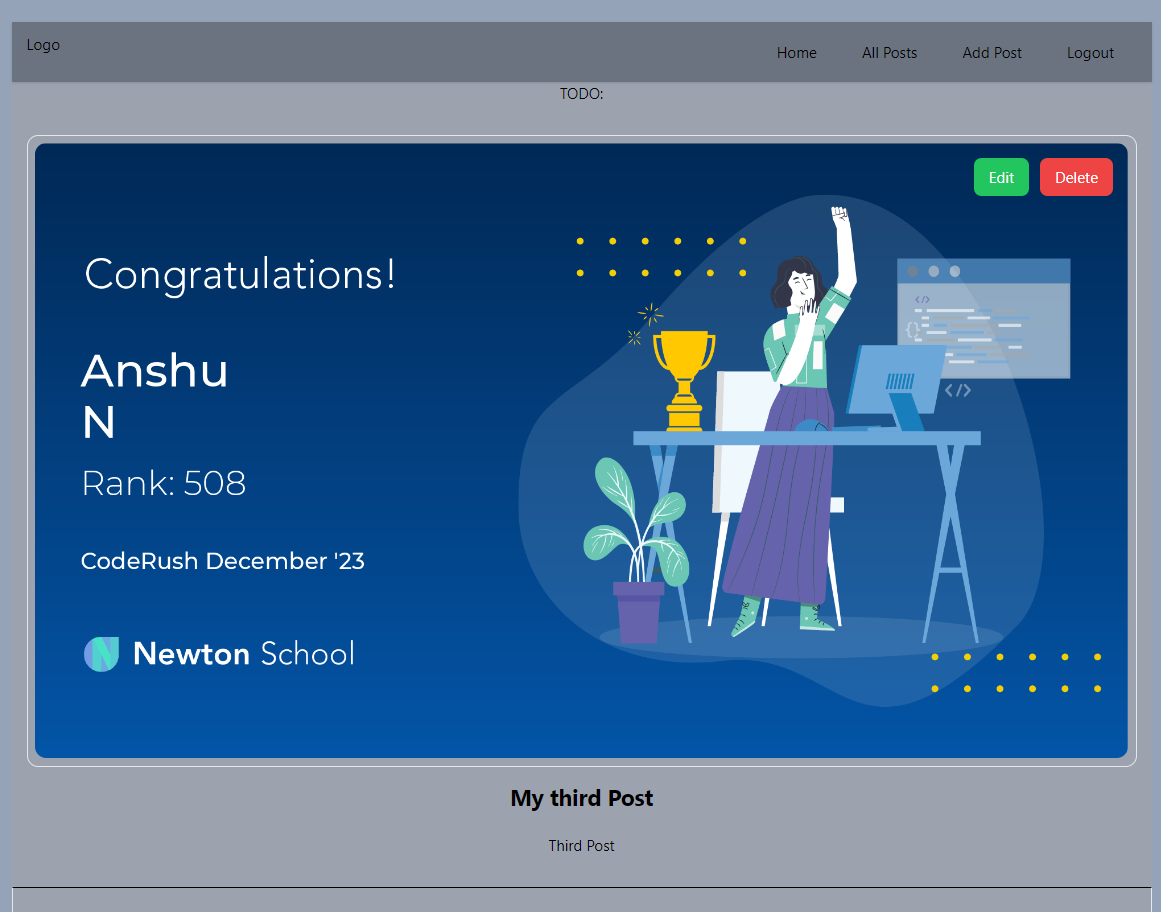 Logo
Home All Posts Add Post Logout
TODO:
Edit Delete
Congratulations!
Anshu
N
Rank: 508
CodeRush December '23
Newton School
</>
{}
</>
My third Post
Third Post